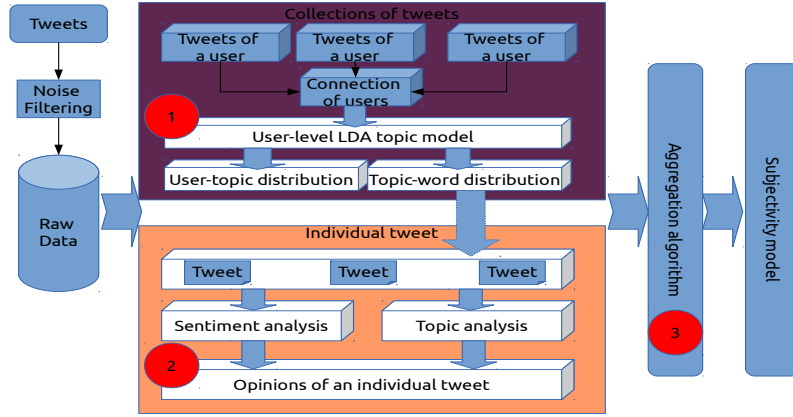 Tweets
Noise
Filtering
Raw
Data
Collections of tweets
Tweets of
a user
Tweets of
a user
Tweets of
a user
Connection
of users
1
User-level LDA topic model
User-topic distribution
Topic-word distribution
Individual tweet
Tweet
Tweet
Tweet
Sentiment analysis
Topic analysis
2
Opinions of an individual tweet
Aggregation algorithm
3
Subjectivity model